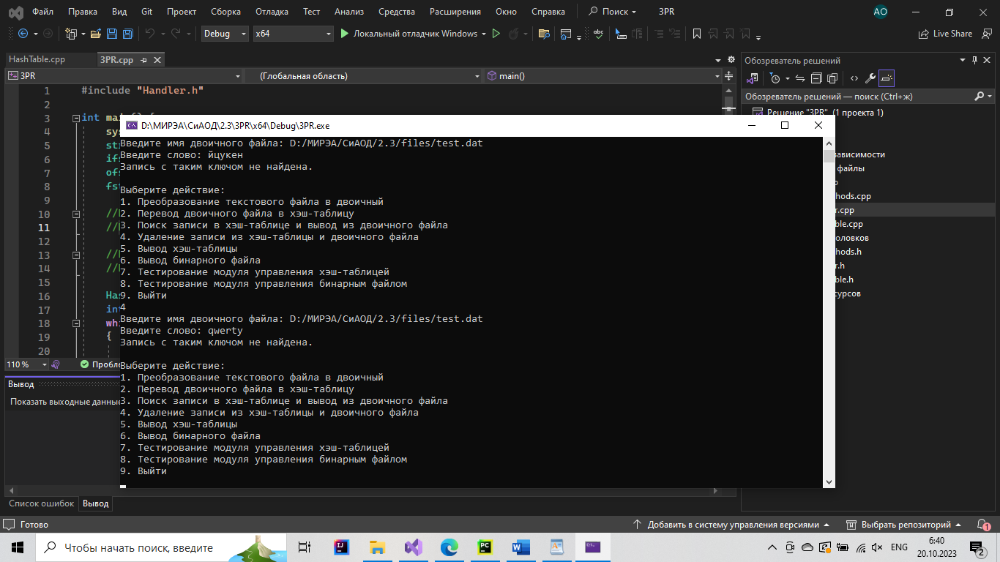 Файл Правка Вид Git Проект Сборка Отладка Тест Анализ Средства Расширения Окно Справка Поиск 3PR AO
Debug x64 Локальный отладчик Windows Live Share
HashTable.cpp 3PR.cpp Обозреватель решений
3PR (Глобальная область) main()
Обозреватель решений — поиск (Ctrl+ж)
Решение "3PR" (1 проекта 1)
1 #include "Handler.h"
2
3 int main() {
4
5
6
7
8
9
10 //
11 //
12
13 //
14 //
15
16
17
18
19 {
20
D:\МИРЭА\СиАОД\2.3\3PR\x64\Debug\3PR.exe
Введите имя двоичного файла: D:/МИРЭА/СиАОД/2.3/files/test.dat
Введите слово: йцукен
Запись с таким ключом не найдена.
Выберите действие:
1. Преобразование текстового файла в двоичный
2. Перевод двоичного файла в хэш-таблицу
3. Поиск записи в хэш-таблице и вывод из двоичного файла
4. Удаление записи из хэш-таблицы и двоичного файла
5. Вывод хэш-таблицы
6. Вывод бинарного файла
7. Тестирование модуля управления хэш-таблицей
8. Тестирование модуля управления бинарным файлом
9. Выйти
4
Введите имя двоичного файла: D:/МИРЭА/СиАОД/2.3/files/test.dat
Введите слово: qwerty
Запись с таким ключом не найдена.
Выберите действие:
1. Преобразование текстового файла в двоичный
2. Перевод двоичного файла в хэш-таблицу
3. Поиск записи в хэш-таблице и вывод из двоичного файла
4. Удаление записи из хэш-таблицы и двоичного файла
5. Вывод хэш-таблицы
6. Вывод бинарного файла
7. Тестирование модуля управления хэш-таблицей
8. Тестирование модуля управления бинарным файлом
9. Выйти
зависимости
файлы
hods.cpp
r.cpp
ble.cpp
оловков
hods.h
r.h
ble.h
сурсов
110 % Пробле
Вывод
Показать выходные данные
Список ошибок Вывод
Готово Добавить в систему управления версиями Выбрать репозиторий 1
Чтобы начать поиск, введите ENG 6:40
20.10.2023 2